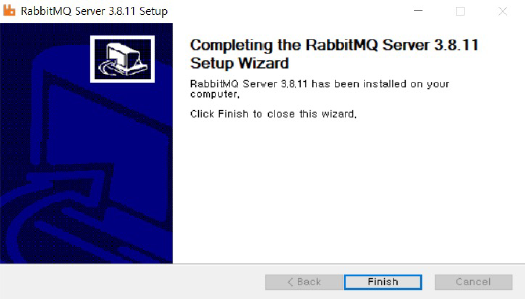 RabbitMQ Server 3.8.11 Setup
Completing the RabbitMQ Server 3.8.11
Setup Wizard
RabbitMQ Server 3.8.11 has been installed on your
computer.
Click Finish to close this wizard.
< Back
Finish
Cancel